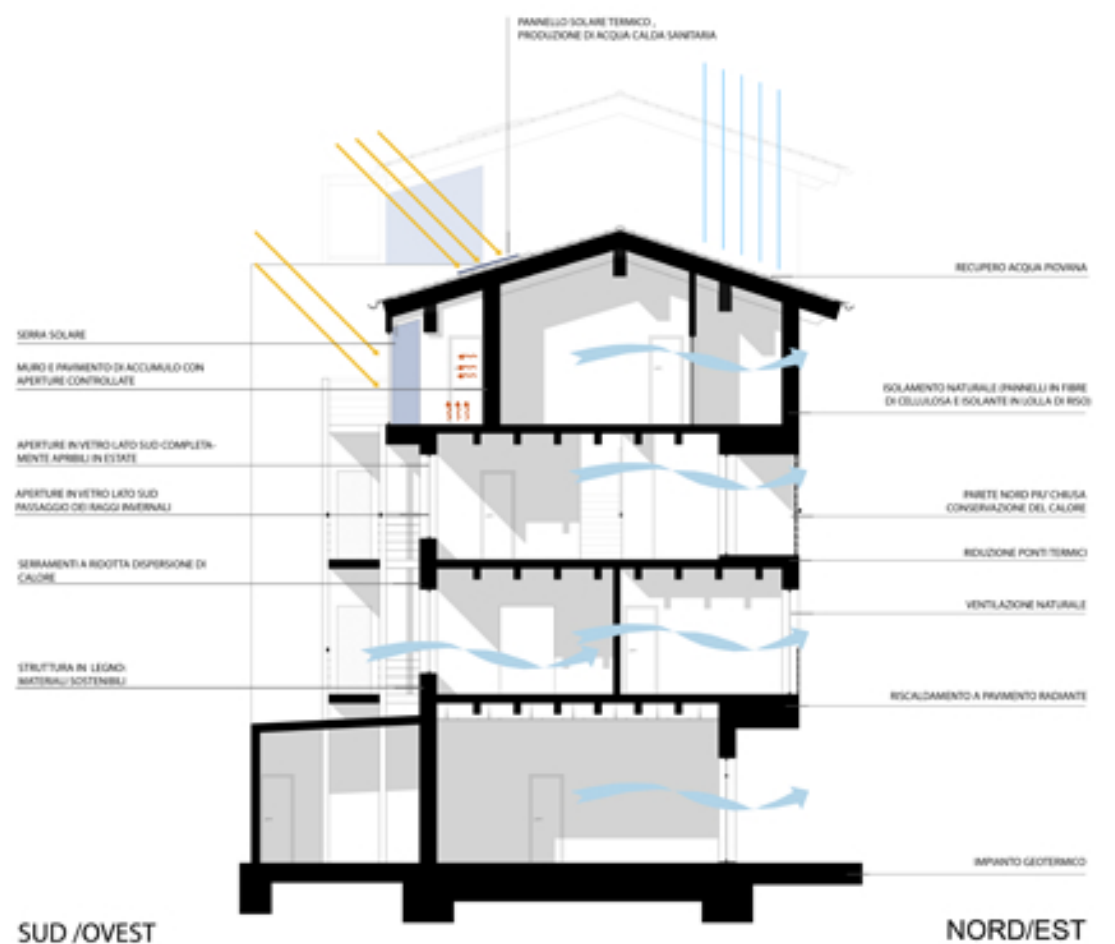 PANNELLO SOLARE TERMICO ,
PRODUZIONE DI ACQUA CALDA SANITARIA
SERRA SOLARE
MURO E PAVIMENTO DI ACCUMULO CON
APERTURE CONTROLLATE
APERTURE IN VETRO LATO SUD COMPLETA-
MENTE APRIBILI IN ESTATE
APERTURE IN VETRO LATO SUD
PASSAGGIO DEI RAGGI INVERNALI
SERRAMENTI A RIDOTTA DISPERSIONE DI
CALORE
STRUTTURA IN LEGNO:
MATERIALI SOSTENIBILI
RECUPERO ACQUA PIOVANA
ISOLAMENTO NATURALE (PANNELLI IN FIBRE
DI CELLULOSA E ISOLANTE IN LOLLA DI RISO)
PARETE NORD PIU' CHIUSA
CONSERVAZIONE DEL CALORE
RIDUZIONE PONTI TERMICI
VENTILAZIONE NATURALE
RISCALDAMENTO A PAVIMENTO RADIANTE
IMPIANTO GEOTERMICO
SUD /OVEST
NORD/EST